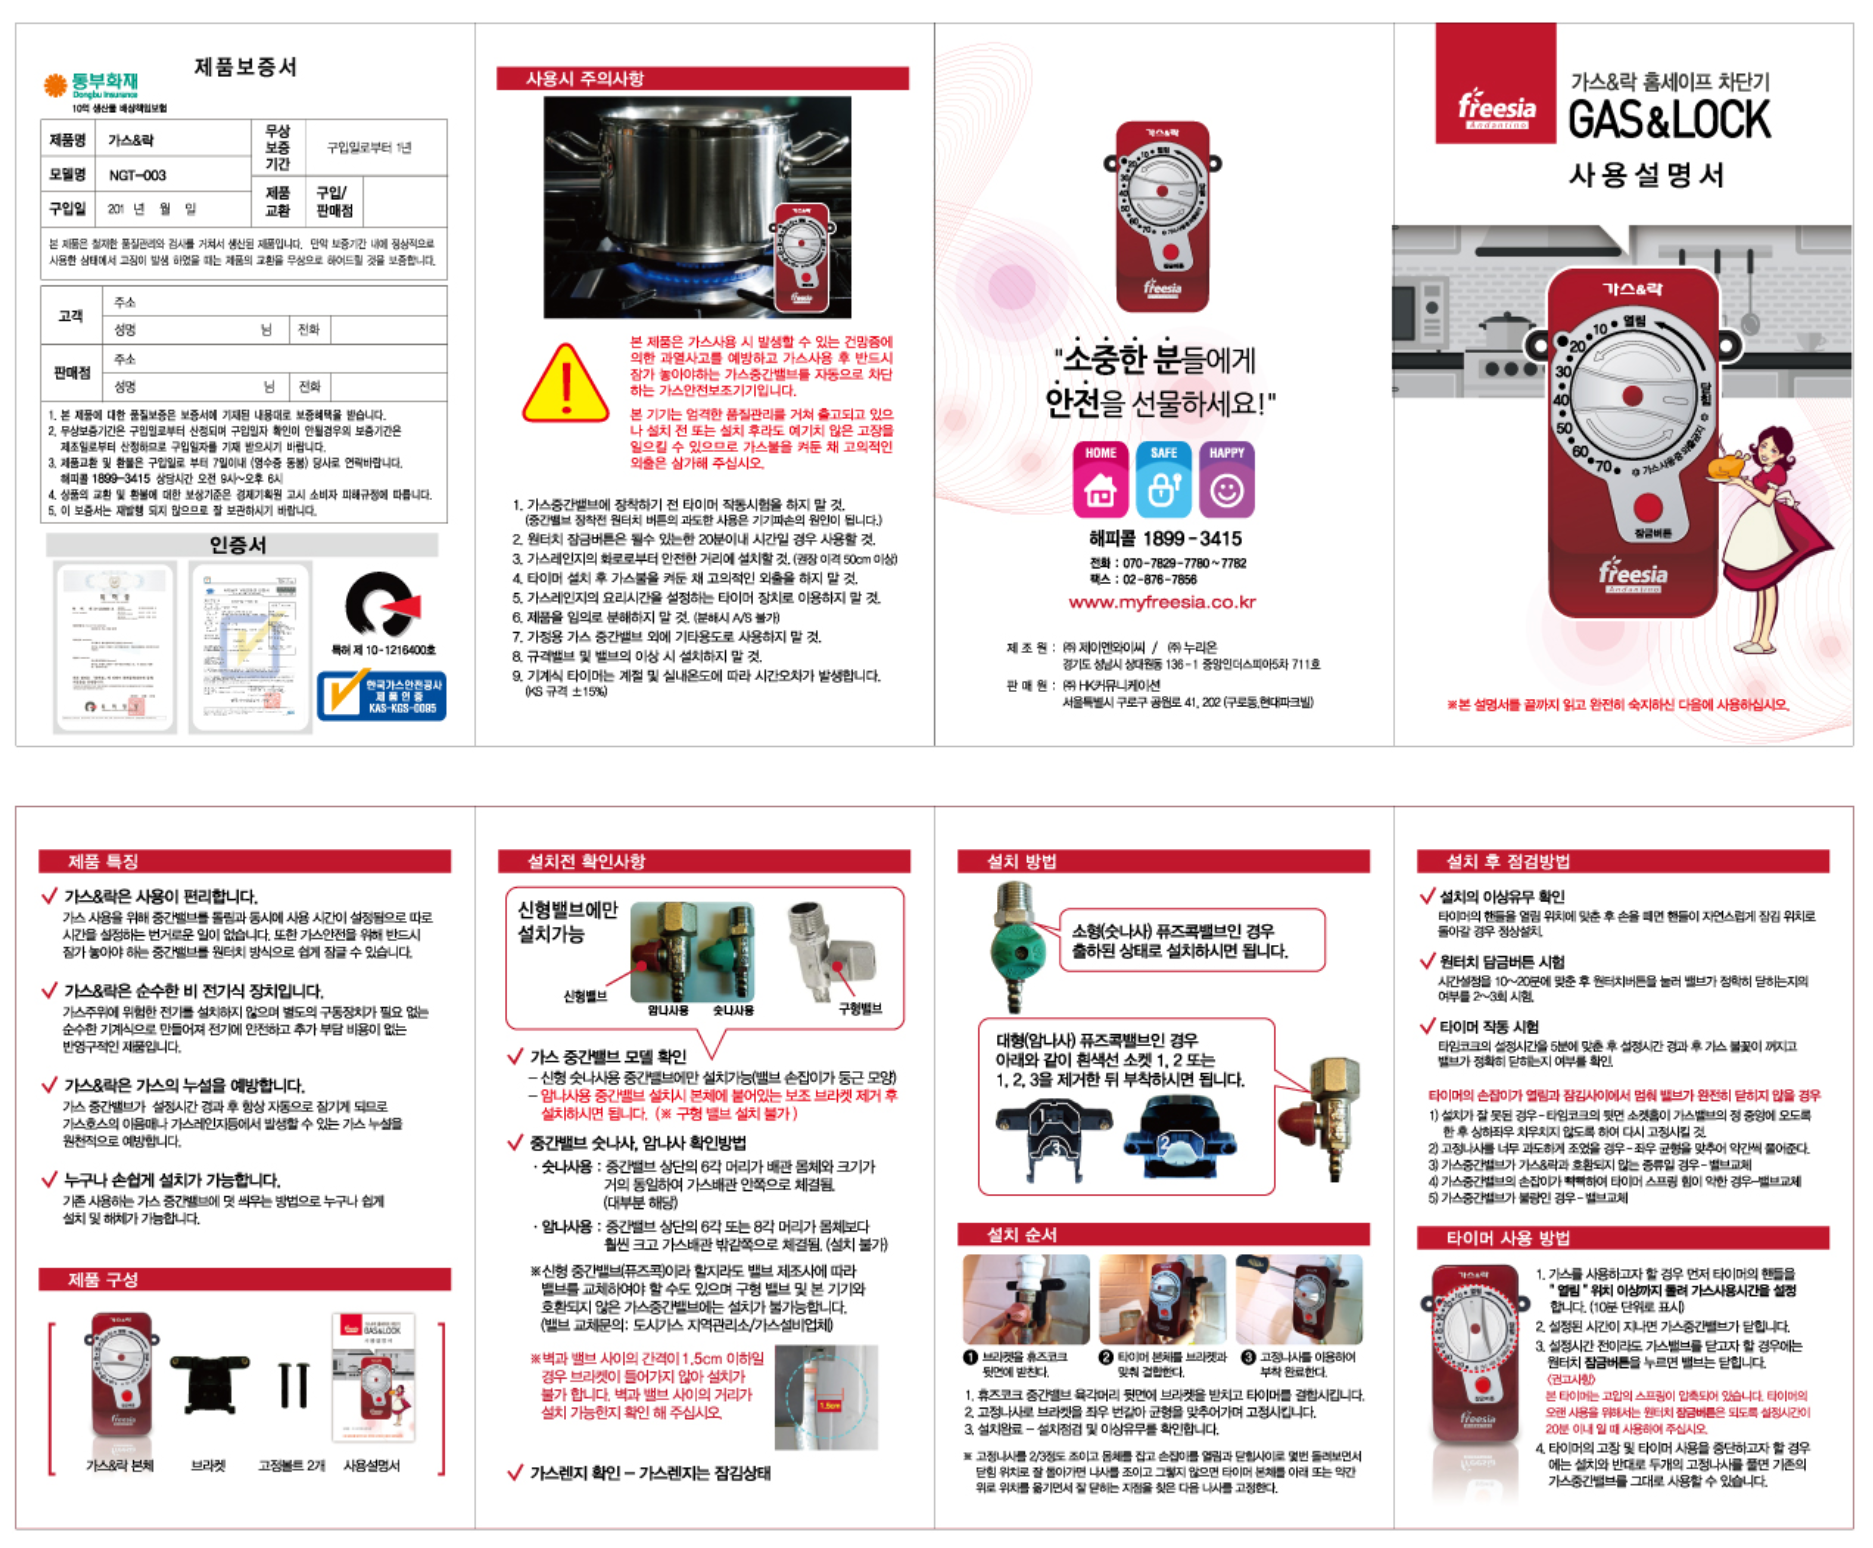 제품보증서
동부화재
Dongbu Insurance
10억 생산물 배상책임보험
제품명 가스&락 무상 보증 기간 구입일로부터 1년
모델명 NGT-003
구입일 201 년 월 일 제품 교환 구입/ 판매점
본 제품은 철저한 품질관리와 검사를 거쳐서 생산된 제품입니다. 만약 보증기간 내에 정상적으로
사용한 상태에서 고장이 발생 하였을 때는 제품의 교환을 무상으로 하여드릴 것을 보증합니다.
고객 주소
성명 님 전화
판매점 주소
성명 님 전화
1. 본 제품에 대한 품질보증은 보증서에 기재된 내용대로 보증혜택을 받습니다.
2. 무상보증기간은 구입일로부터 산정되며 구입일자 확인이 안될경우의 보증기간은
제조일로부터 산정하므로 구입일자를 기재 받으시기 바랍니다.
3. 제품교환 및 환불은 구입일로 부터 7일이내 (영수증 동봉) 당사로 연락바랍니다.
해피콜 1899-3415 상담시간 오전 9시~오후 6시
4. 상품의 교환 및 환불에 대한 보상기준은 경제기획원 고시 소비자 피해규정에 따릅니다.
5. 이 보증서는 재발행 되지 않으므로 잘 보관하시기 바랍니다.
인증서
특허 제 10-1216400호
한국가스안전공사
제 품 인 증
KAS-KGS-0095
사용시 주의사항
본 제품은 가스사용 시 발생할 수 있는 건망증에
의한 과열사고를 예방하고 가스사용 후 반드시
잠가 놓아야하는 가스중간밸브를 자동으로 차단
하는 가스안전보조기기입니다.
본 기기는 엄격한 품질관리를 거쳐 출고되고 있으
나 설치 전 또는 설치 후라도 예기치 않은 고장을
일으킬 수 있으므로 가스불을 켜둔 채 고의적인
외출은 삼가해 주십시오.
1. 가스중간밸브에 장착하기 전 타이머 작동시험을 하지 말 것.
(중간밸브 장착전 원터치 버튼의 과도한 사용은 기기파손의 원인이 됩니다.)
2. 원터치 잠금버튼은 될수 있는한 20분이내 시간일 경우 사용할 것.
3. 가스레인지의 화로로부터 안전한 거리에 설치할 것. (권장 이격 50cm 이상)
4. 타이머 설치 후 가스불을 켜둔 채 고의적인 외출을 하지 말 것.
5. 가스레인지의 요리시간을 설정하는 타이머 장치로 이용하지 말 것.
6. 제품을 임의로 분해하지 말 것. (분해시 A/S 불가)
7. 가정용 가스 중간밸브 외에 기타용도로 사용하지 말 것.
8. 규격밸브 및 밸브의 이상 시 설치하지 말 것.
9. 기계식 타이머는 계절 및 실내온도에 따라 시간오차가 발생합니다.
(KS 규격 ±15%)
가스&락
freesia
"소중한 분들에게
안전을 선물하세요!"
HOME SAFE HAPPY
해피콜 1899-3415
전화 : 070-7829-7780~7782
팩스 : 02-876-7856
www.myfreesia.co.kr
제 조 원 : ㈜ 제이엔와이씨 / ㈜ 누리온
경기도 성남시 상대원동 136-1 중앙인더스피아5차 711호
판 매 원 : ㈜ HK커뮤니케이션
서울특별시 구로구 공원로 41, 202 (구로동,현대파크빌)
freesia
Andantino
가스&락 홈세이프 차단기
GAS&LOCK
사용설명서
가스&락
열림
10
20
30
40
50
60
70
가스사용중 외출금지
잠금버튼
freesia
Andantino
※본 설명서를 끝까지 읽고 완전히 숙지하신 다음에 사용하십시오.
제품 특징
가스&락은 사용이 편리합니다.
가스 사용을 위해 중간밸브를 돌림과 동시에 사용 시간이 설정됨으로 따로
시간을 설정하는 번거로운 일이 없습니다. 또한 가스안전을 위해 반드시
잠가 놓아야 하는 중간밸브를 원터치 방식으로 쉽게 잠글 수 있습니다.
가스&락은 순수한 비 전기식 장치입니다.
가스주위에 위험한 전기를 설치하지 않으며 별도의 구동장치가 필요 없는
순수한 기계식으로 만들어져 전기에 안전하고 추가 부담 비용이 없는
반영구적인 제품입니다.
가스&락은 가스의 누설을 예방합니다.
가스 중간밸브가 설정시간 경과 후 항상 자동으로 잠기게 되므로
가스호스의 이음매나 가스레인지등에서 발생할 수 있는 가스 누설을
원천적으로 예방합니다.
누구나 손쉽게 설치가 가능합니다.
기존 사용하는 가스 중간밸브에 덧 씌우는 방법으로 누구나 쉽게
설치 및 해체가 가능합니다.
제품 구성
가스&락 본체 브라켓 고정볼트 2개 사용설명서
설치전 확인사항
신형밸브에만
설치가능
신형밸브
암나사용 숫나사용
구형밸브
가스 중간밸브 모델 확인
- 신형 숫나사용 중간밸브에만 설치가능(밸브 손잡이가 둥근 모양)
- 암나사용 중간밸브 설치시 본체에 붙어있는 보조 브라켓 제거 후
설치하시면 됩니다. (※ 구형 밸브 설치 불가)
중간밸브 숫나사, 암나사 확인방법
· 숫나사용 : 중간밸브 상단의 6각 머리가 배관 몸체와 크기가
거의 동일하여 가스배관 안쪽으로 체결됨.
(대부분 해당)
· 암나사용 : 중간밸브 상단의 6각 또는 8각 머리가 몸체보다
훨씬 크고 가스배관 밖같쪽으로 체결됨. (설치 불가)
※신형 중간밸브(퓨즈콕)이라 할지라도 밸브 제조사에 따라
밸브를 교체하여야 할 수도 있으며 구형 밸브 및 본 기기와
호환되지 않은 가스중간밸브에는 설치가 불가능합니다.
(밸브 교체문의: 도시가스 지역관리소/가스설비업체)
※벽과 밸브 사이의 간격이 1.5cm 이하일
경우 브라켓이 들어가지 않아 설치가
불가 합니다. 벽과 밸브 사이의 거리가
설치 가능한지 확인 해 주십시오.
1.5cm
가스렌지 확인 - 가스렌지는 잠김상태
설치 방법
소형(숫나사) 퓨즈콕밸브인 경우
출하된 상태로 설치하시면 됩니다.
대형(암나사) 퓨즈콕밸브인 경우
아래와 같이 흰색선 소켓 1, 2 또는
1, 2, 3을 제거한 뒤 부착하시면 됩니다.
1
2
3
설치 순서
❶ 브라켓을 휴즈코크
뒷면에 받친다.
❷ 타이머 본체를 브라켓과
맞춰 결합한다.
❸ 고정나사를 이용하여
부착 완료한다.
1. 휴즈코크 중간밸브 육각머리 뒷면에 브라켓을 받치고 타이머를 결합시킵니다.
2. 고정나사로 브라켓을 좌우 번갈아 균형을 맞추어가며 고정시킵니다.
3. 설치완료 - 설치점검 및 이상유무를 확인합니다.
※ 고정나사를 2/3정도 조이고 몸체를 잡고 손잡이를 열림과 닫힘사이로 몇번 돌려보면서
닫힘 위치로 잘 돌아가면 나사를 조이고 그렇지 않으면 타이머 본체를 아래 또는 약간
위로 위치를 옮기면서 잘 닫히는 지점을 찾은 다음 나사를 고정한다.
설치 후 점검방법
설치의 이상유무 확인
타이머의 핸들을 열림 위치에 맞춘 후 손을 떼면 핸들이 자연스럽게 잠김 위치로
돌아갈 경우 정상설치.
원터치 담금버튼 시험
시간설정을 10~20분에 맞춘 후 원터치버튼을 눌러 밸브가 정확히 닫히는지의
여부를 2~3회 시험.
타이머 작동 시험
타임코크의 설정시간을 5분에 맞춘 후 설정시간 경과 후 가스 불꽃이 꺼지고
밸브가 정확히 닫히는지 여부를 확인.
타이머의 손잡이가 열림과 잠김사이에서 멈춰 밸브가 완전히 닫히지 않을 경우
1) 설치가 잘 못된 경우 - 타임코크의 뒷면 소켓홈이 가스밸브의 정 중앙에 오도록
한 후 상하좌우 치우치지 않도록 하여 다시 고정시킬 것.
2) 고정나사를 너무 과도하게 조였을 경우 - 좌우 균형을 맞추어 약간씩 풀어준다.
3) 가스중간밸브가 가스&락과 호환되지 않는 종류일 경우 - 밸브교체
4) 가스중간밸브의 손잡이가 빡빡하여 타이머 스프링 힘이 약한 경우-밸브교체
5) 가스중간밸브가 불량인 경우 - 밸브교체
타이머 사용 방법
1. 가스를 사용하고자 할 경우 먼저 타이머의 핸들을
" 열림 " 위치 이상까지 돌려 가스사용시간을 설정
합니다. (10분 단위로 표시)
2. 설정된 시간이 지나면 가스중간밸브가 닫힙니다.
3. 설정시간 전이라도 가스밸브를 닫고자 할 경우에는
원터치 잠금버튼을 누르면 밸브는 닫힙니다.
<권고사항>
본 타이머는 고압의 스프링이 압축되어 있습니다. 타이머의
오랜 사용을 위해서는 원터치 잠금버튼은 되도록 설정시간이
20분 이내 일 때 사용하여 주십시오.
4. 타이머의 고장 및 타이머 사용을 중단하고자 할 경우
에는 설치와 반대로 두개의 고정나사를 풀면 기존의
가스중간밸브를 그대로 사용할 수 있습니다.